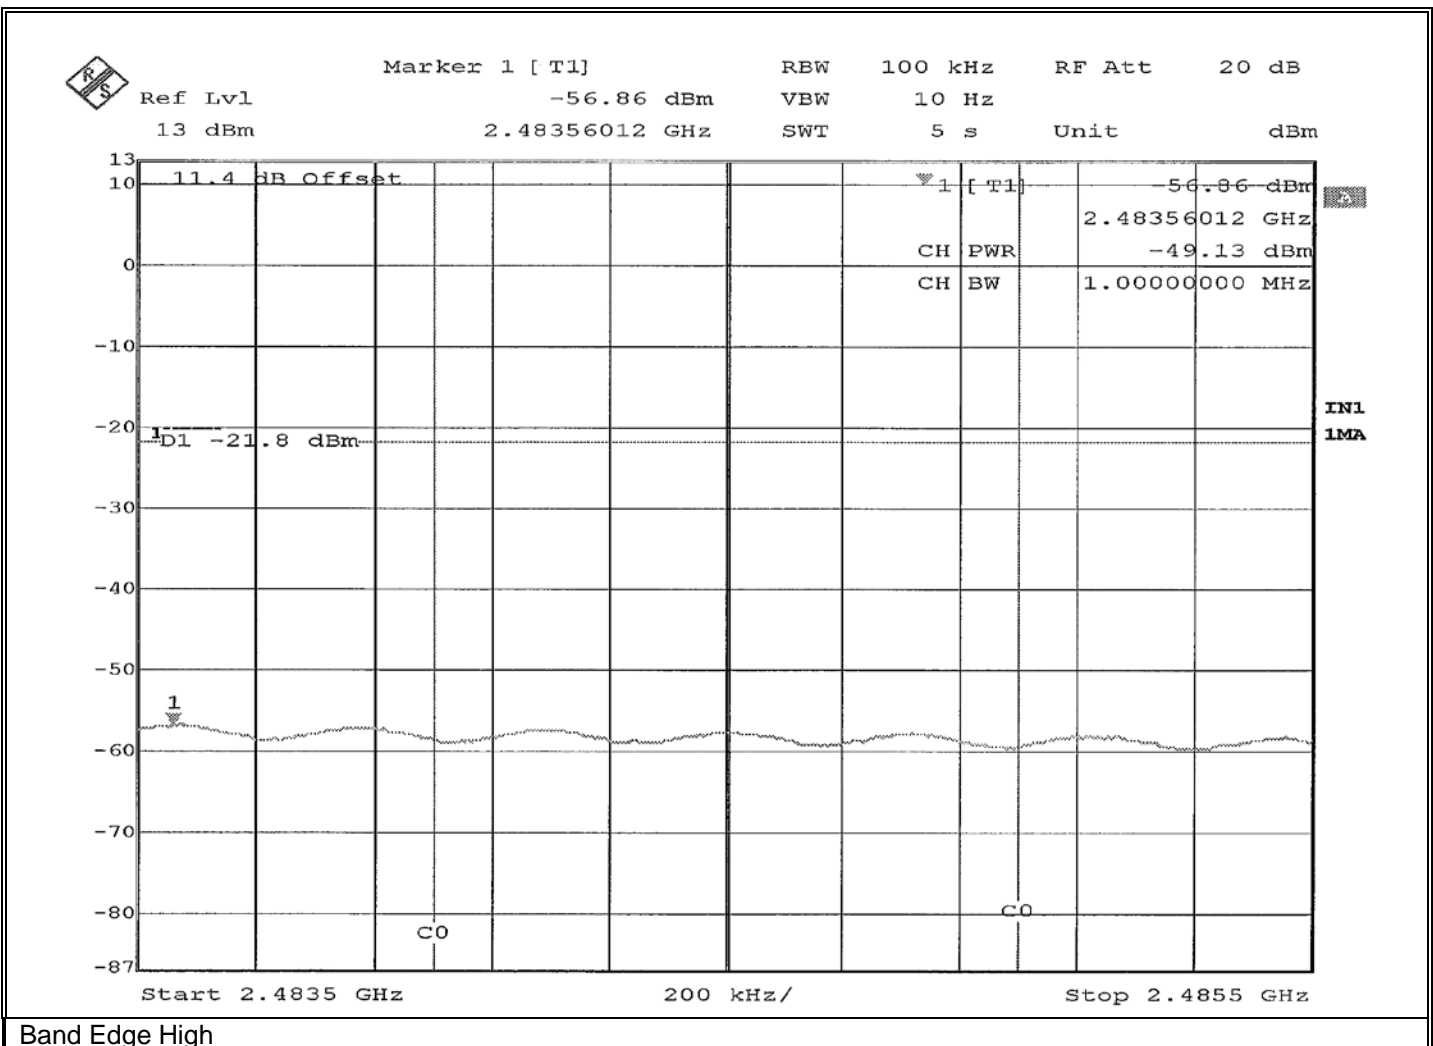 R
S
Marker 1 [ T1] RBW 100 kHz RF Att 20 dB
Ref Lvl -56.86 dBm VBW 10 Hz
13 dBm 2.48356012 GHz SWT 5 s Unit dBm
13
11.4 dB Offset
10
1 [ T1] -56.86 dBm
A
2.48356012 GHz
CH PWR -49.13 dBm
0
CH BW 1.00000000 MHz
-10
IN1
-20
1
D1 -21.8 dBm
1MA
-30
-40
-50
1
-60
-70
-80
C0
C0
-87
Start 2.4835 GHz 200 kHz/ Stop 2.4855 GHz
Band Edge High